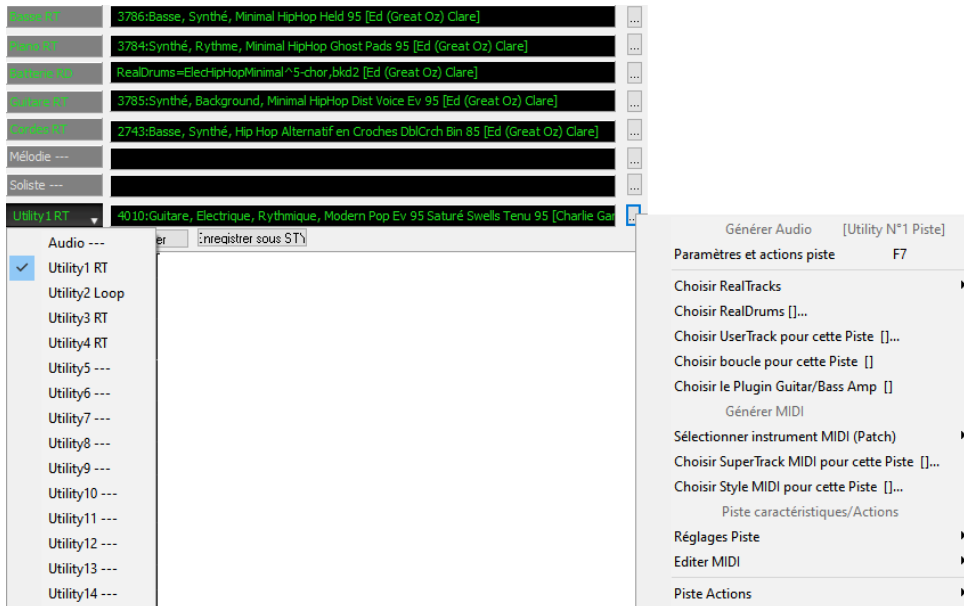 Basse RT 3786:Basse, Synthé, Minimal HipHop Held 95 [Ed (Great Oz) Clare] ...
Piano RT 3784:Synthé, Rythme, Minimal HipHop Ghost Pads 95 [Ed (Great Oz) Clare] ...
Batterie RD RealDrums=ElecHipHopMinimal^5-chor,bkd2 [Ed (Great Oz) Clare] ...
Guitare RT 3785:Synthé, Background, Minimal HipHop Dist Voice Ev 95 [Ed (Great Oz) Clare] ...
Cordes RT 2743:Basse, Synthé, Hip Hop Alternatif en Croches DblCrch Bin 85 [Ed (Great Oz) Clare] ...
Mélodie --- ...
Soliste --- ...
Utility1 RT 4010:Guitare, Electrique, Rythmique, Modern Pop Ev 95 Saturé Swells Tenu 95 [Charlie Gar ...
er Enregistrer sous STY
Audio ---
Utility1 RT
Utility2 Loop
Utility3 RT
Utility4 RT
Utility5 ---
Utility6 ---
Utility7 ---
Utility8 ---
Utility9 ---
Utility10 ---
Utility11 ---
Utility12 ---
Utility13 ---
Utility14 ---
Générer Audio [Utility N°1 Piste]
Paramètres et actions piste F7
Choisir RealTracks
Choisir RealDrums []...
Choisir UserTrack pour cette Piste []...
Choisir boucle pour cette Piste []
Choisir le Plugin Guitar/Bass Amp []
Générer MIDI
Sélectionner instrument MIDI (Patch)
Choisir SuperTrack MIDI pour cette Piste []...
Choisir Style MIDI pour cette Piste []...
Piste caractéristiques/Actions
Réglages Piste
Editer MIDI
Piste Actions